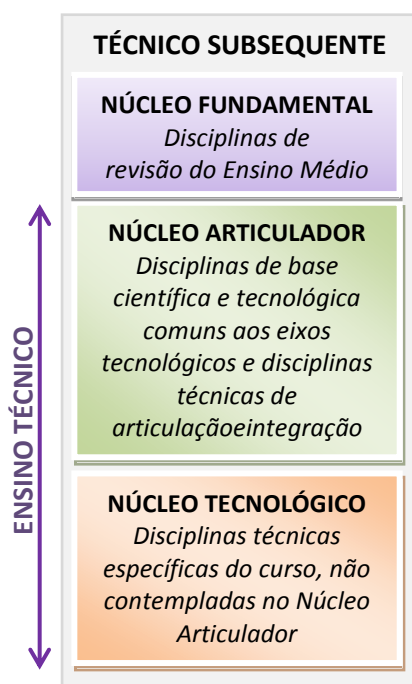 TÉCNICO SUBSEQUENTE
NÚCLEO FUNDAMENTAL
Disciplinas de
revisão do Ensino Médio
ENSINO TÉCNICO
NÚCLEO ARTICULADOR
Disciplinas de base
científica e tecnológica
comuns aos eixos
tecnológicos e disciplinas
técnicas de
articulaçãoeintegração
NÚCLEO TECNOLÓGICO
Disciplinas técnicas
específicas do curso, não
contempladas no Núcleo
Articulador